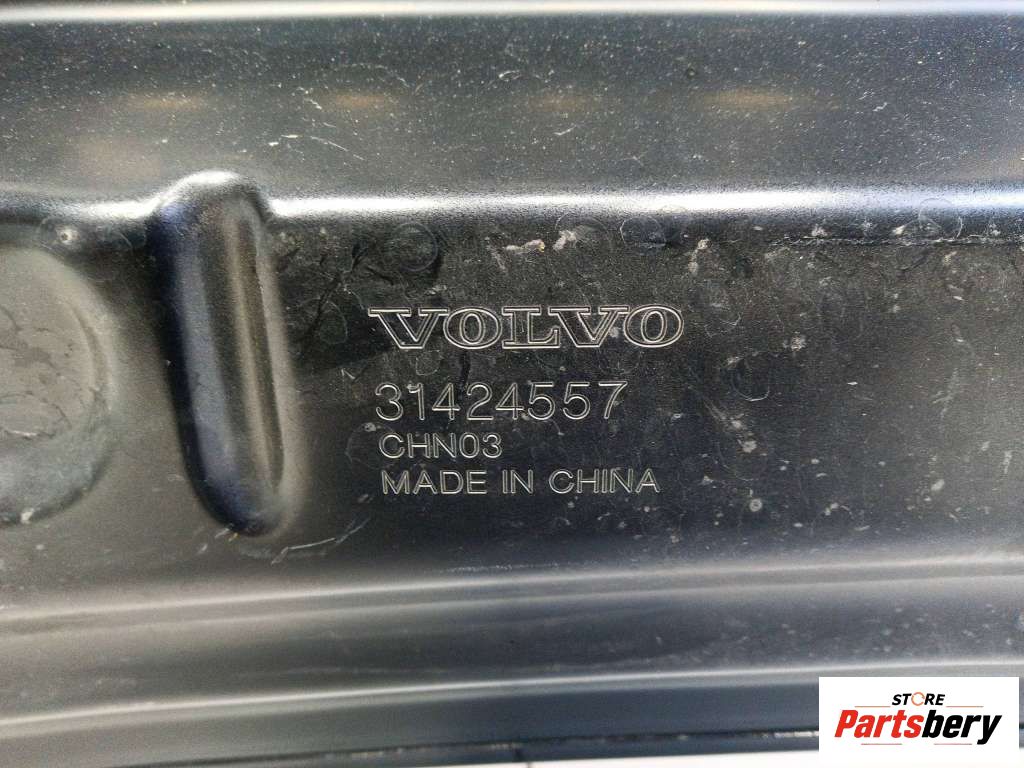 VOLVO
31424557
CHN03
MADE IN CHINA
STORE
Partsbery